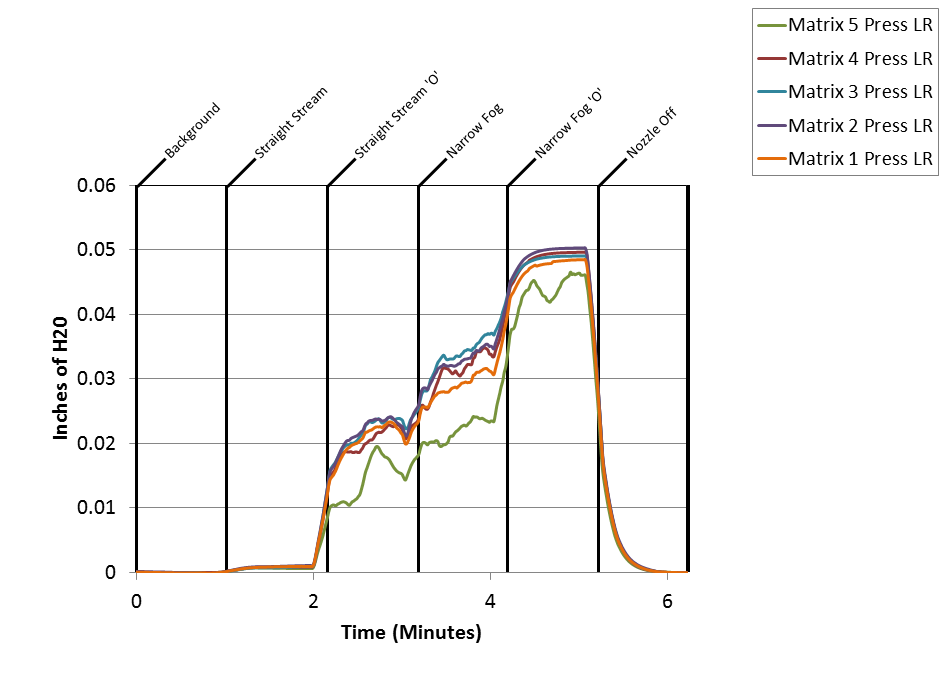 Matrix 5 Press LR
Matrix 4 Press LR
Matrix 3 Press LR
Matrix 2 Press LR
Matrix 1 Press LR
Background
Straight Stream
Straight Stream 'O'
Narrow Fog
Narrow Fog 'O'
Nozzle Off
0.06
0.05
0.04
0.03
0.02
0.01
0
Inches of H20
0 2 4 6
Time (Minutes)